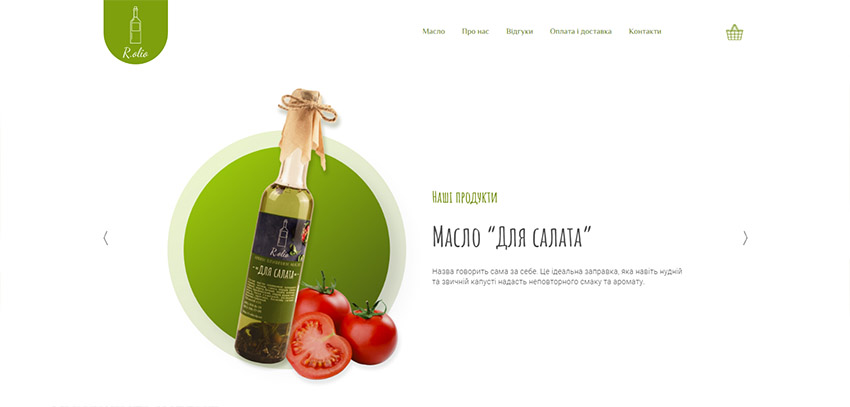 R.olio
Масло Про нас Відгуки Оплата і доставка Контакти
Наші продукти
Масло “Для салата“
Назва говорить сама за себе. Це ідеальна заправка, яка навіть нудній
та звичній капусті надасть неповторного смаку та аромату.
R.olio
Для салата